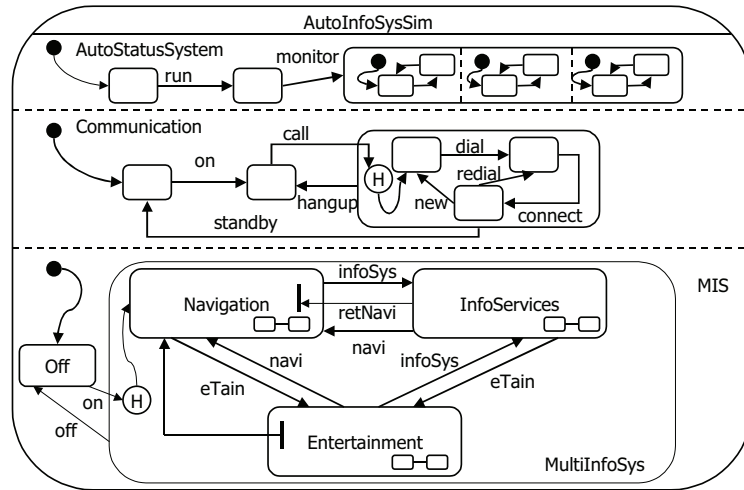 AutoInfoSysSim
AutoStatusSystem
run
monitor
Communication
on
call
H
hangup
dial
redial
new
connect
standby
MIS
infoSys
Navigation
InfoServices
retNavi
navi
Off
navi
infoSys
eTain
eTain
on
H
off
Entertainment
MultiInfoSys